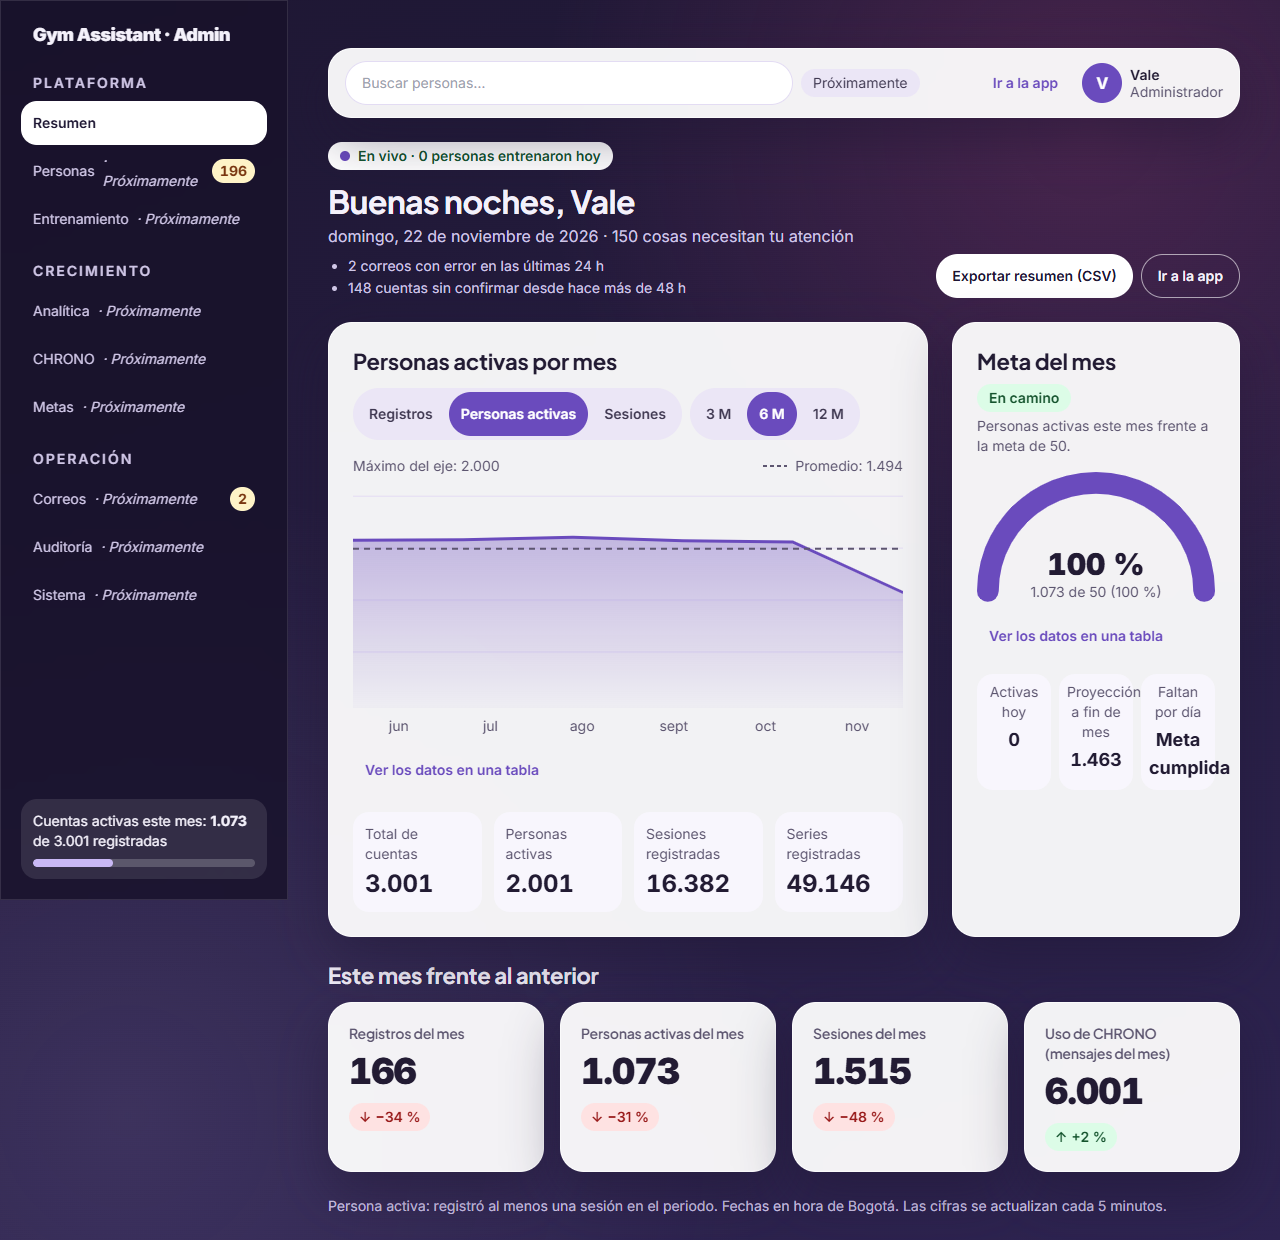 Gym Assistant · Admin
PLATAFORMA
Resumen
Personas · Próximamente 196
Entrenamiento · Próximamente
CRECIMIENTO
Analítica · Próximamente
CHRONO · Próximamente
Metas · Próximamente
OPERACIÓN
Correos · Próximamente 2
Auditoría · Próximamente
Sistema · Próximamente
Cuentas activas este mes: 1.073
de 3.001 registradas
Buscar personas...
Próximamente
Ir a la app
V
Vale
Administrador
En vivo · 0 personas entrenaron hoy
Buenas noches, Vale
domingo, 22 de noviembre de 2026 · 150 cosas necesitan tu atención
• 2 correos con error en las últimas 24 h
• 148 cuentas sin confirmar desde hace más de 48 h
Exportar resumen (CSV)
Ir a la app
Personas activas por mes
Registros Personas activas Sesiones
3 M 6 M 12 M
Máximo del eje: 2.000
Promedio: 1.494
jun jul ago sept oct nov
Ver los datos en una tabla
Total de
cuentas
3.001
Personas
activas
2.001
Sesiones
registradas
16.382
Series
registradas
49.146
Meta del mes
En camino
Personas activas este mes frente a
la meta de 50.
100 %
1.073 de 50 (100 %)
Ver los datos en una tabla
Activas
hoy
0
Proyección
a fin de
mes
1.463
Faltan
por día
Meta
cumplida
Este mes frente al anterior
Registros del mes
166
↓ −34 %
Personas activas del mes
1.073
↓ −31 %
Sesiones del mes
1.515
↓ −48 %
Uso de CHRONO
(mensajes del mes)
6.001
↑ +2 %
Persona activa: registró al menos una sesión en el periodo. Fechas en hora de Bogotá. Las cifras se actualizan cada 5 minutos.